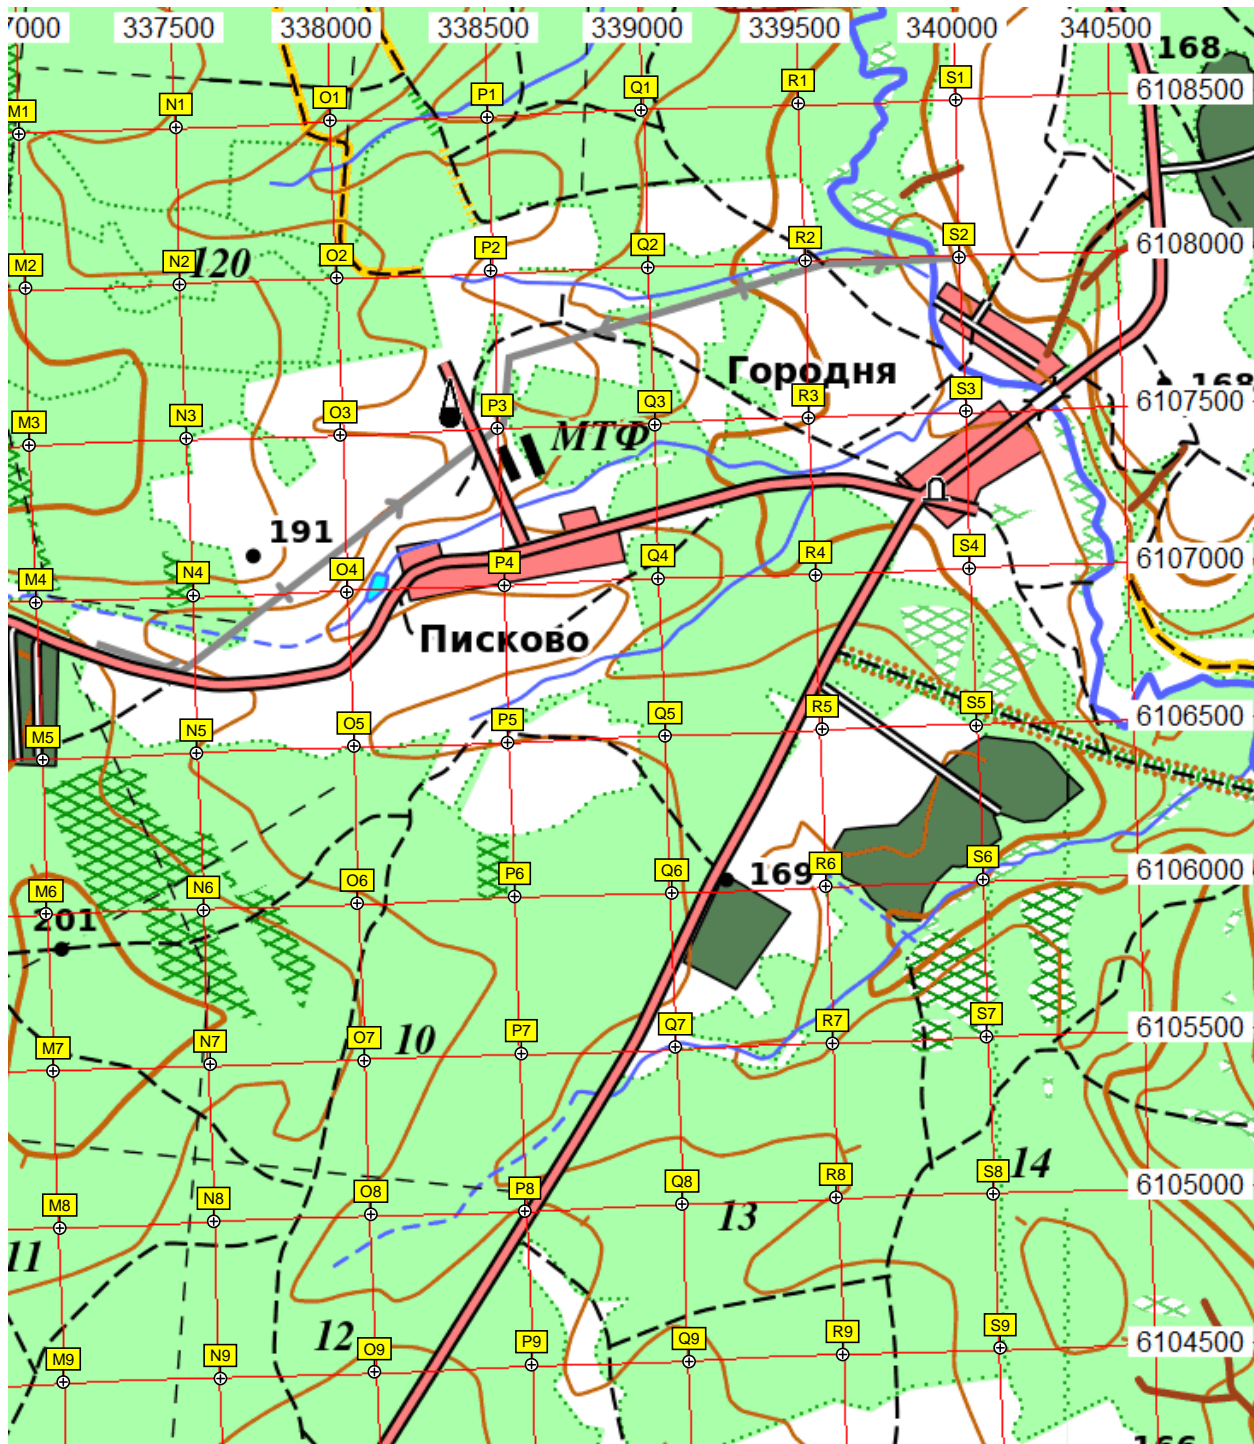 7000 337500 338000 338500 339000 339500 340000 340500
168
M1 N1 O1 P1 Q1 R1 S1 6108500
M2 N2 120 O2 P2 Q2 R2 S2 6108000
Городня
168
M3 N3 O3 P3 Q3 R3 S3 6107500
МТФ
191
M4 N4 O4 P4 Q4 R4 S4 6107000
Писково
M5 N5 O5 P5 Q5 R5 S5 6106500
169
M6 N6 O6 P6 Q6 R6 S6 6106000
201
M7 N7 O7 10 P7 Q7 R7 S7 6105500
M8 N8 O8 P8 Q8 R8 S8 14 6105000
13
11
12
M9 N9 O9 P9 Q9 R9 S9 6104500
166